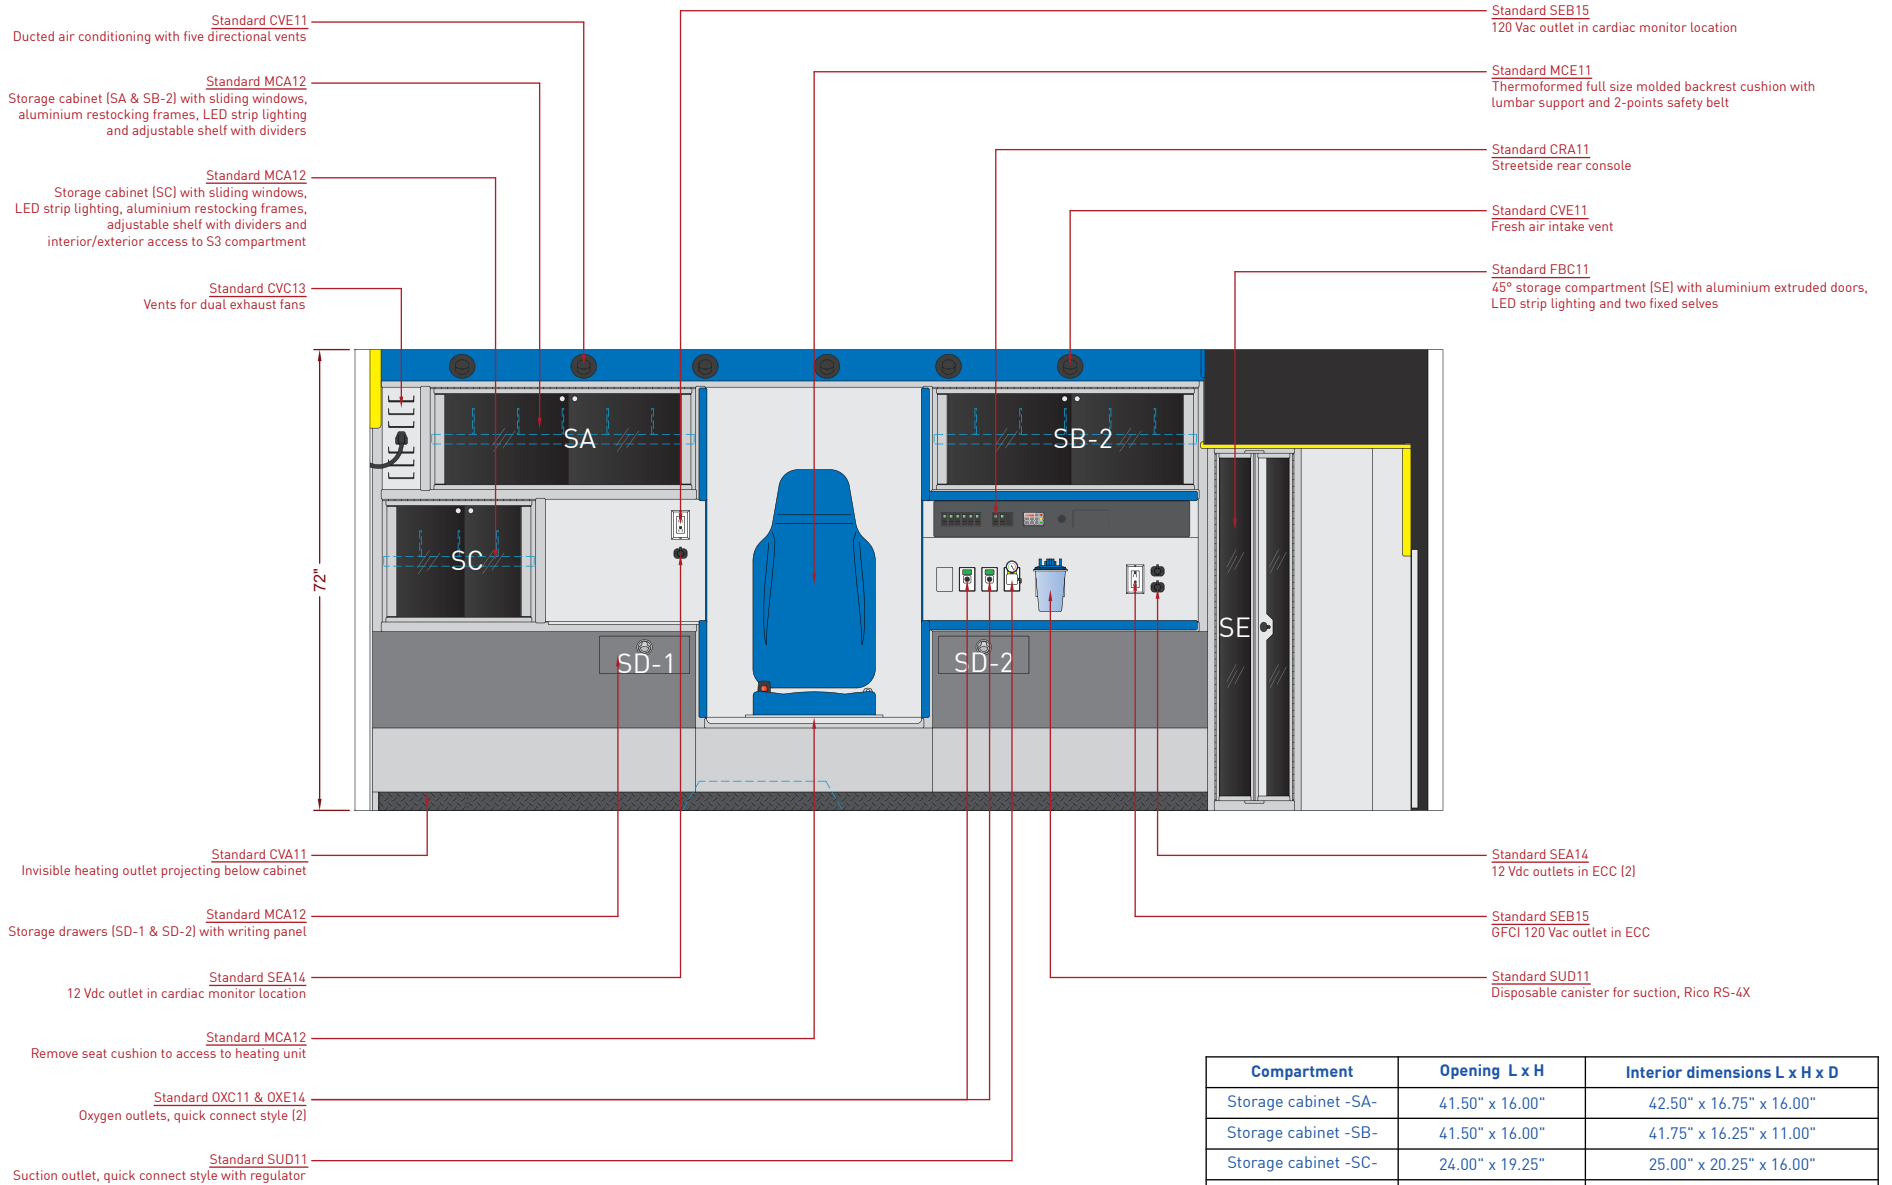 Standard CVE11
Ducted air conditioning with five directional vents
Standard MCA12
Storage cabinet (SA & SB-2) with sliding windows,
aluminium restocking frames, LED strip lighting
and adjustable shelf with dividers
Standard MCA12
Storage cabinet (SC) with sliding windows,
LED strip lighting, aluminium restocking frames,
adjustable shelf with dividers and
interior/exterior access to S3 compartment
Standard CVC13
Vents for dual exhaust fans
Standard SEB15
120 Vac outlet in cardiac monitor location
Standard MCE11
Thermoformed full size molded backrest cushion with
lumbar support and 2-points safety belt
Standard CRA11
Streetside rear console
Standard CVE11
Fresh air intake vent
Standard FBC11
45° storage compartment (SE) with aluminium extruded doors,
LED strip lighting and two fixed selves
72"
SA
SB-2
SC
SE
SD-1
SD-2
Standard CVA11
Invisible heating outlet projecting below cabinet
Standard MCA12
Storage drawers (SD-1 & SD-2) with writing panel
Standard SEA14
12 Vdc outlet in cardiac monitor location
Standard MCA12
Remove seat cushion to access to heating unit
Standard OXC11 & OXE14
Oxygen outlets, quick connect style (2)
Standard SUD11
Suction outlet, quick connect style with regulator
Standard SEA14
12 Vdc outlets in ECC (2)
Standard SEB15
GFCI 120 Vac outlet in ECC
Standard SUD11
Disposable canister for suction, Rico RS-4X
Compartment Opening L x H Interior dimensions L x H x D
Storage cabinet -SA- 41.50" x 16.00" 42.50" x 16.75" x 16.00"
Storage cabinet -SB- 41.50" x 16.00" 41.75" x 16.25" x 11.00"
Storage cabinet -SC- 24.00" x 19.25" 25.00" x 20.25" x 16.00"